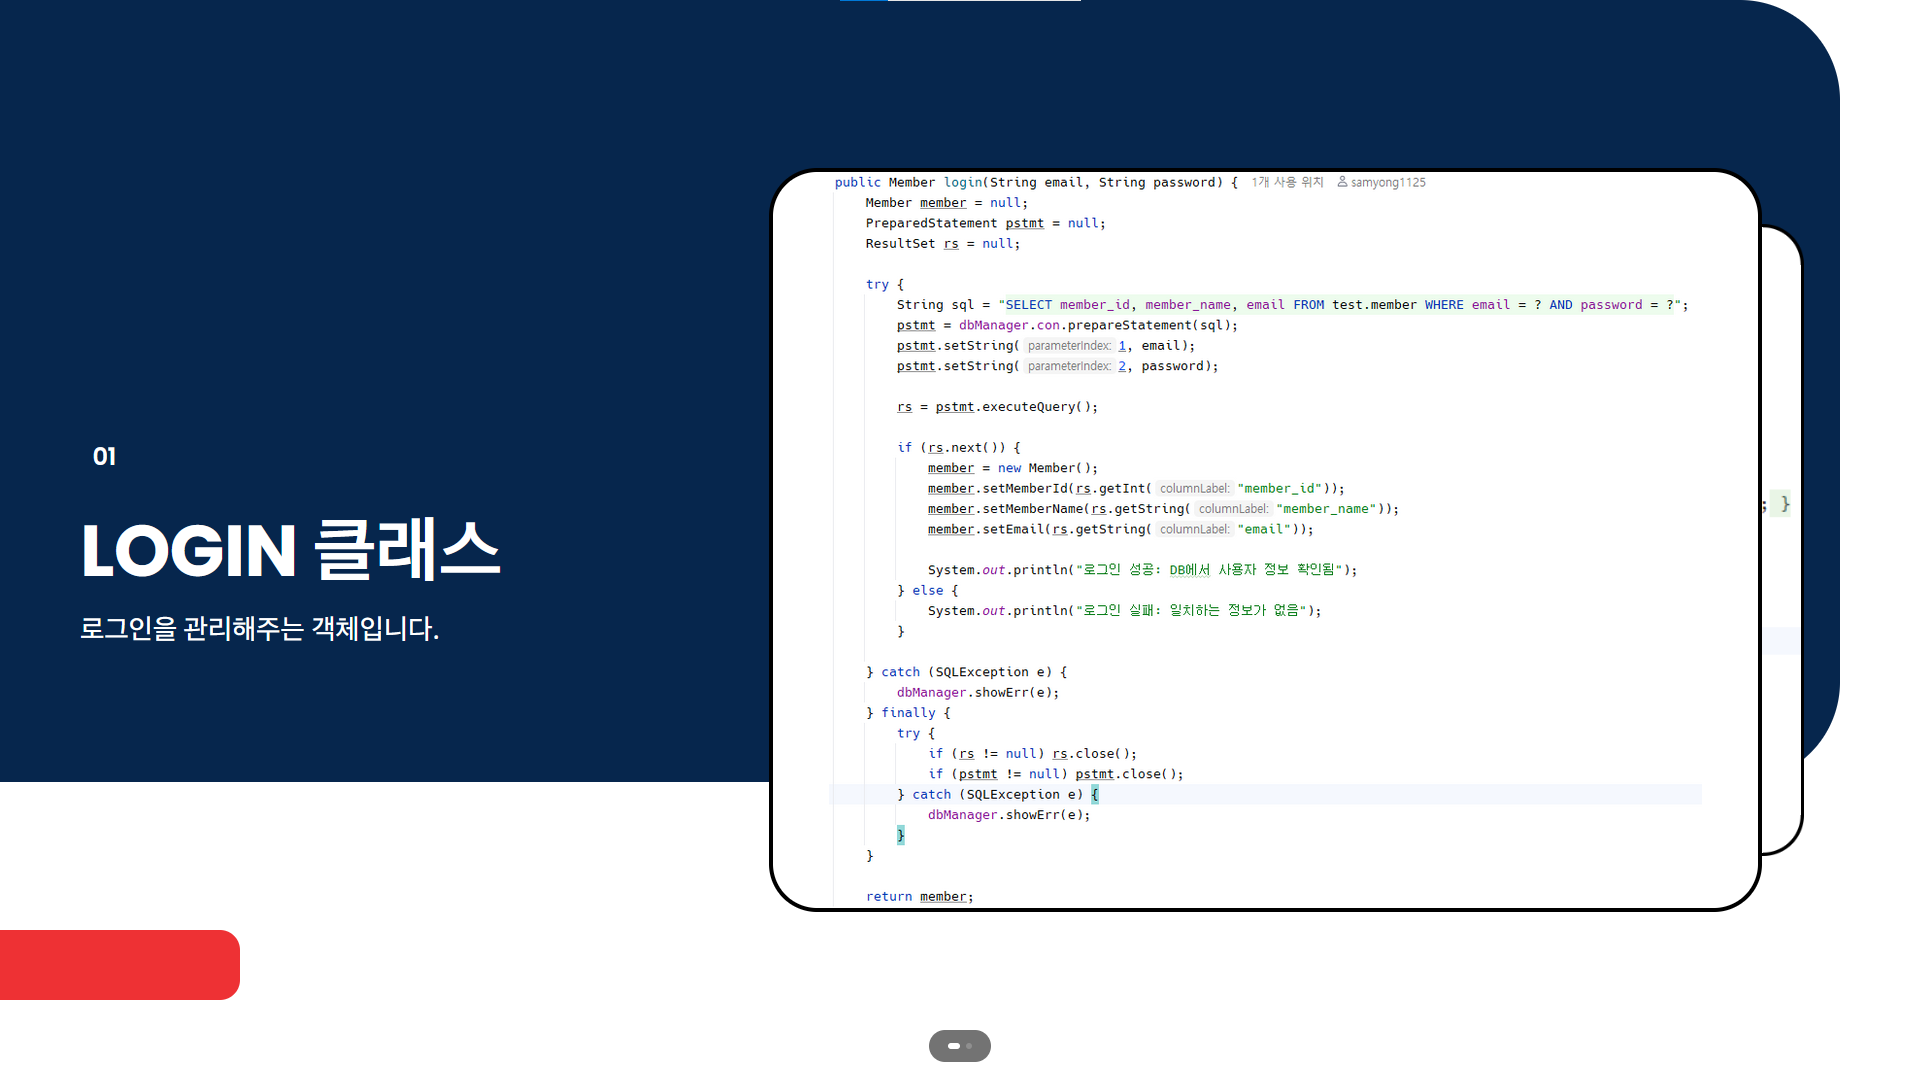 01
LOGIN 클래스
로그인을 관리해주는 객체입니다.
public Member login(String email, String password) { 1개 사용 위치 samyong1125
Member member = null;
PreparedStatement pstmt = null;
ResultSet rs = null;
try {
String sql = "SELECT member_id, member_name, email FROM test.member WHERE email = ? AND password = ?";
pstmt = dbManager.con.prepareStatement(sql);
pstmt.setString( parameterIndex: 1, email);
pstmt.setString( parameterIndex: 2, password);
rs = pstmt.executeQuery();
if (rs.next()) {
member = new Member();
member.setMemberId(rs.getInt( columnLabel: "member_id"));
member.setMemberName(rs.getString( columnLabel: "member_name"));
member.setEmail(rs.getString( columnLabel: "email"));
System.out.println("로그인 성공: DB에서 사용자 정보 확인됨");
} else {
System.out.println("로그인 실패: 일치하는 정보가 없음");
}
} catch (SQLException e) {
dbManager.showErr(e);
} finally {
try {
if (rs != null) rs.close();
if (pstmt != null) pstmt.close();
} catch (SQLException e) {
dbManager.showErr(e);
}
}
return member;
; }